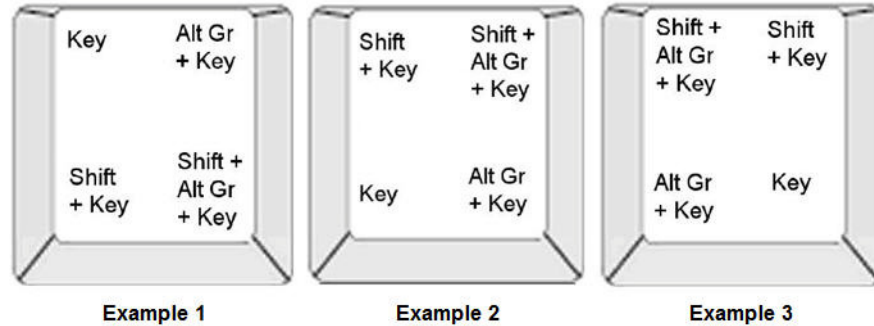 Key
Alt Gr
+ Key
Shift
+ Key
Shift +
Alt Gr
+ Key
Example 1
Shift
+ Key
Shift +
Alt Gr
+ Key
Key
Alt Gr
+ Key
Example 2
Shift +
Alt Gr
+ Key
Shift
+ Key
Alt Gr
+ Key
Key
Example 3